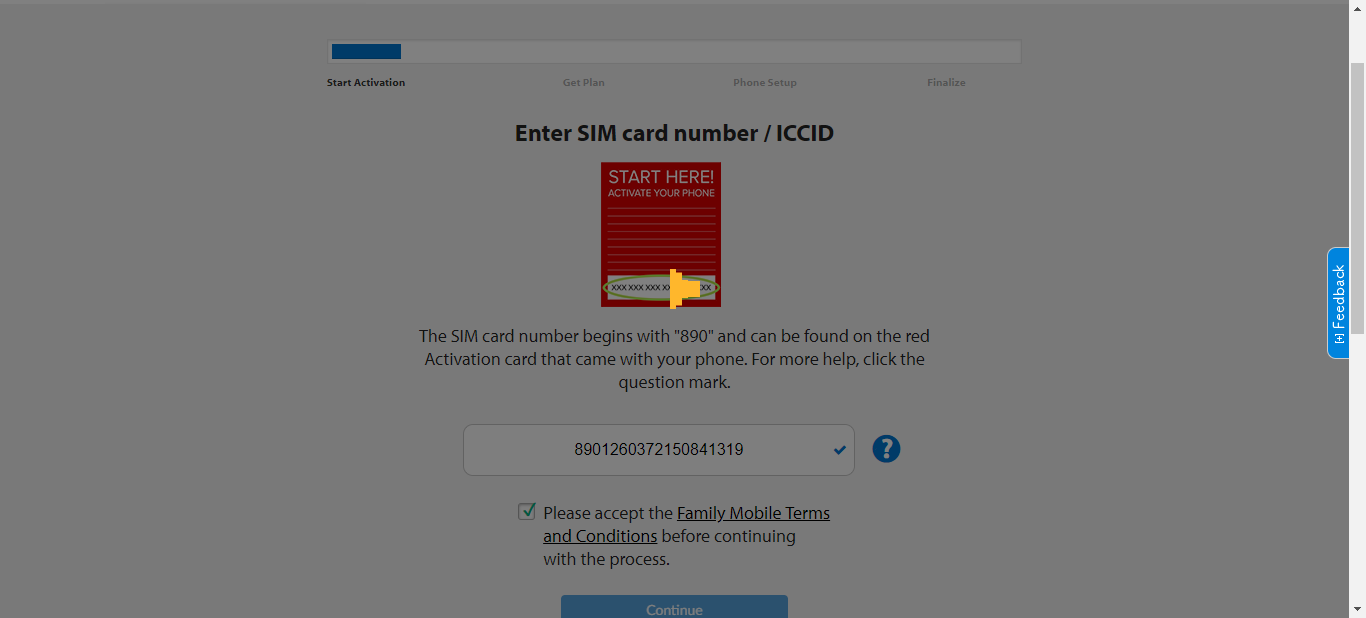 Start Activation
Get Plan
Phone Setup
Finalize
Enter SIM card number / ICCID
START HERE!
ACTIVATE YOUR PHONE
XXX XXX XXX XX XX
The SIM card number begins with "890" and can be found on the red
Activation card that came with your phone. For more help, click the
question mark.
8901260372150841319
?
Please accept the Family Mobile Terms
and Conditions before continuing
with the process.
Continue
[+] Feedback